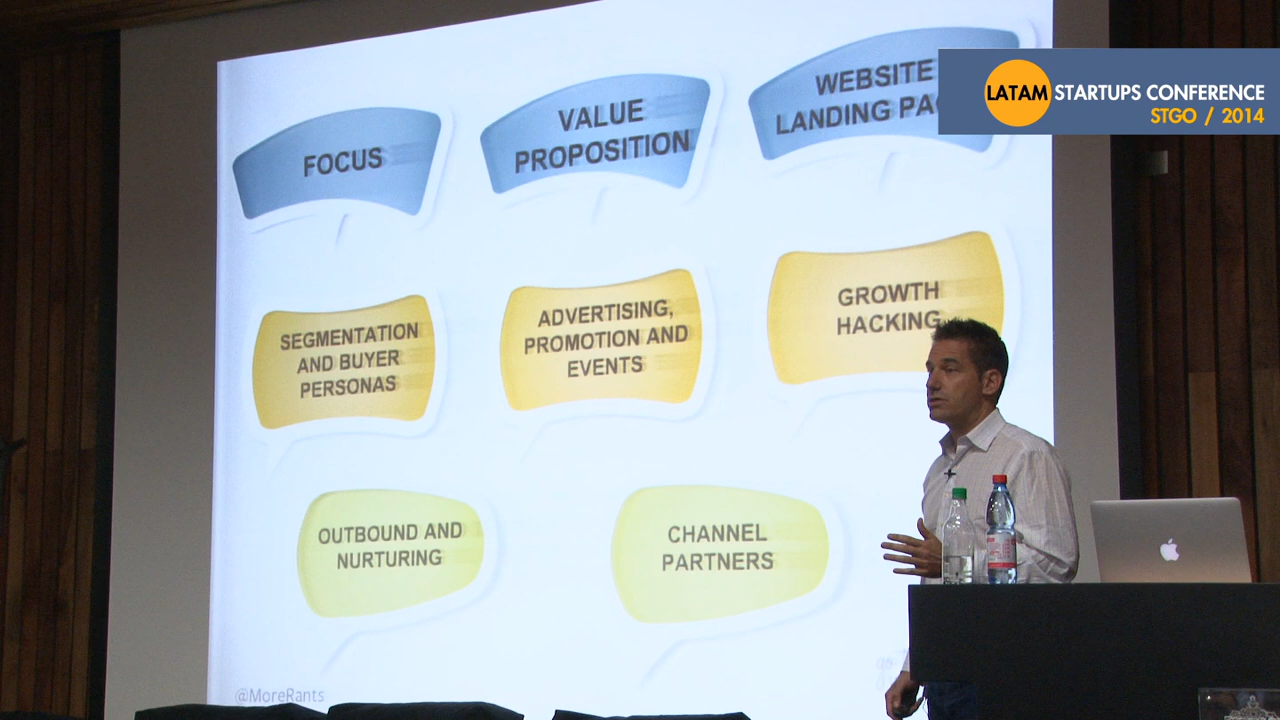 FOCUS
VALUE
PROPOSITION
WEBSITE
LANDING
LATAM STARTUPS CONFERENCE
STGO / 2014
SEGMENTATION
AND BUYER
PERSONAS
ADVERTISING,
PROMOTION AND
EVENTS
GROWTH
HACKING
OUTBOUND AND
NURTURING
CHANNEL
PARTNERS
@MoreRants